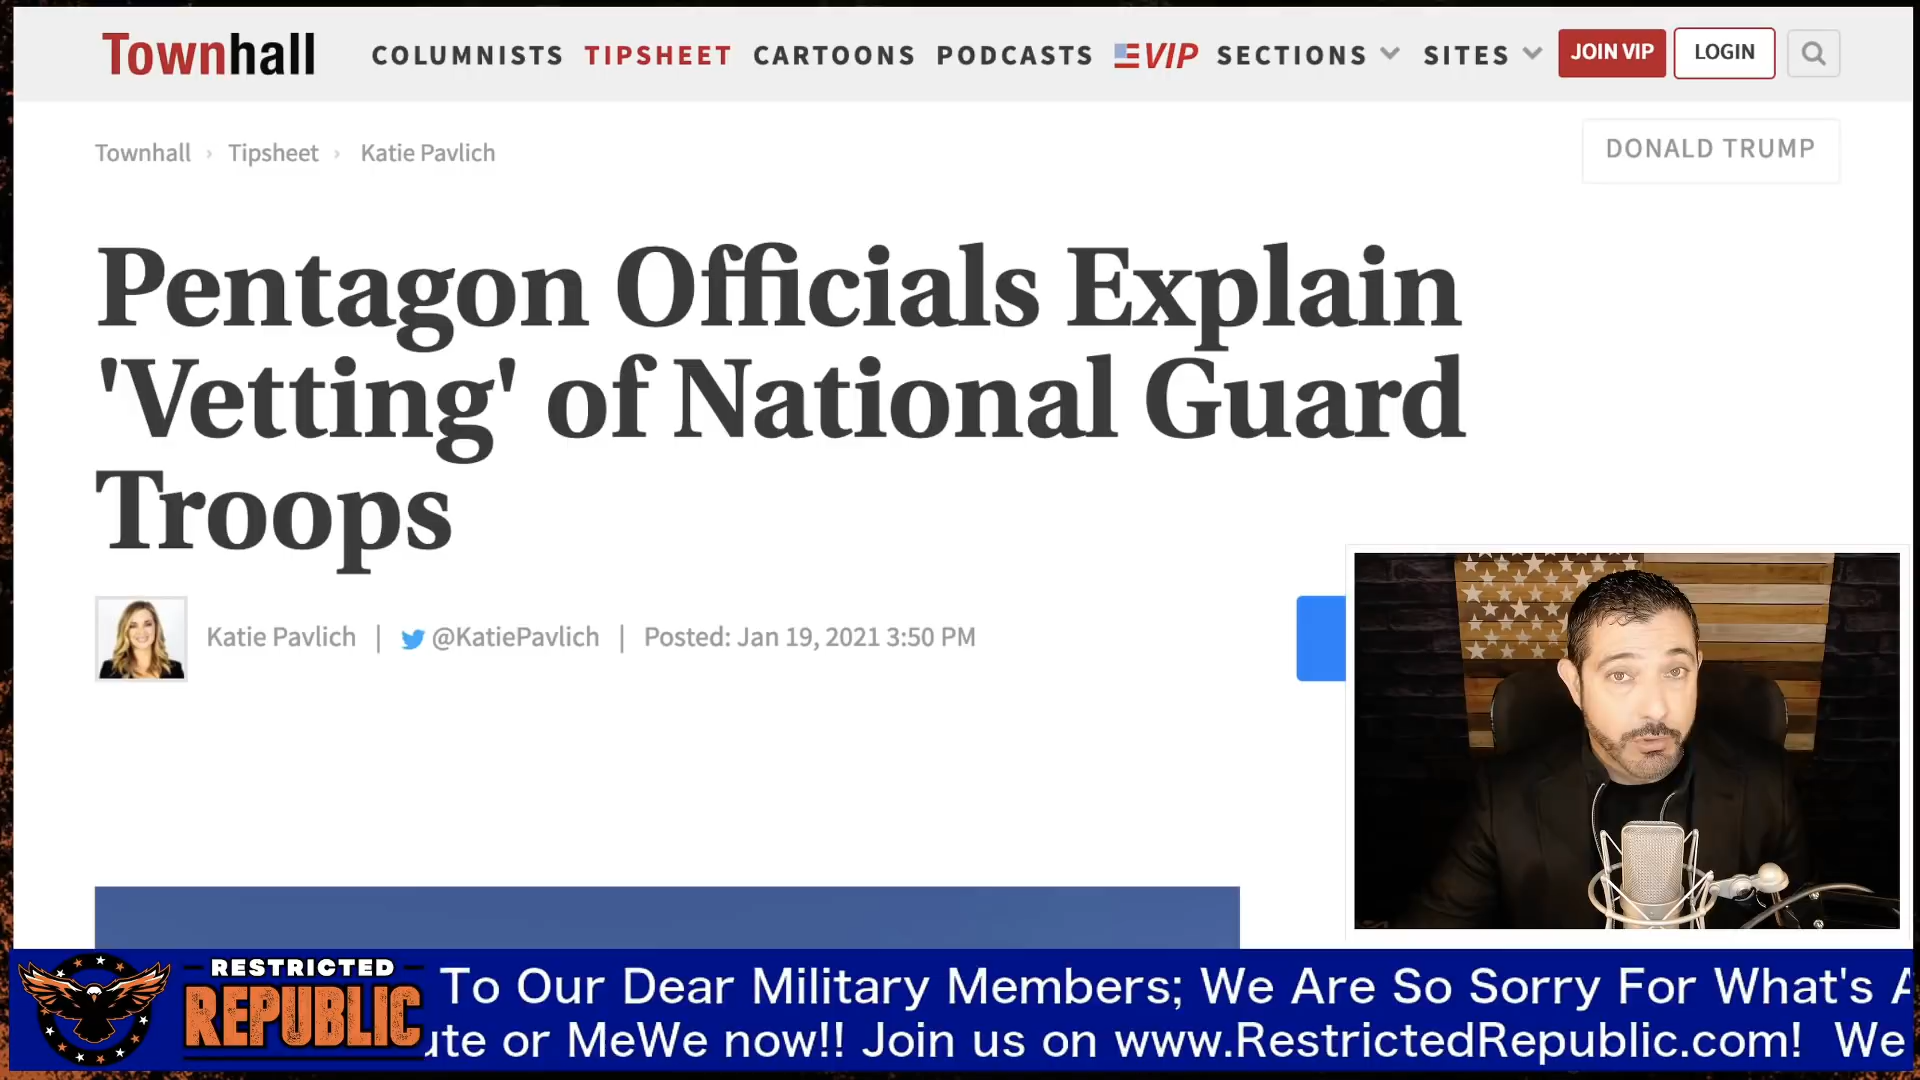 Townhall COLUMNISTS TIPSHEET CARTOONS PODCASTS VIP SECTIONS SITES JOIN VIP LOGIN
Townhall › Tipsheet › Katie Pavlich
DONALD TRUMP
Pentagon Officials Explain
'Vetting' of National Guard
Troops
Katie Pavlich | @KatiePavlich | Posted: Jan 19, 2021 3:50 PM
RESTRICTED
REPUBLIC
To Our Dear Military Members; We Are So Sorry For What's
or MeWe now!! Join us on www.RestrictedRepublic.com! We